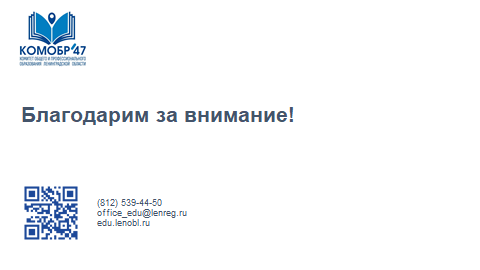 КОМОБР'47
КОМИТЕТ ОБЩЕГО И ПРОФЕССИОНАЛЬНОГО
ОБРАЗОВАНИЯ ЛЕНИНГРАДСКОЙ ОБЛАСТИ
Благодарим за внимание!
(812) 539-44-50
office_edu@lenreg.ru
edu.lenobl.ru